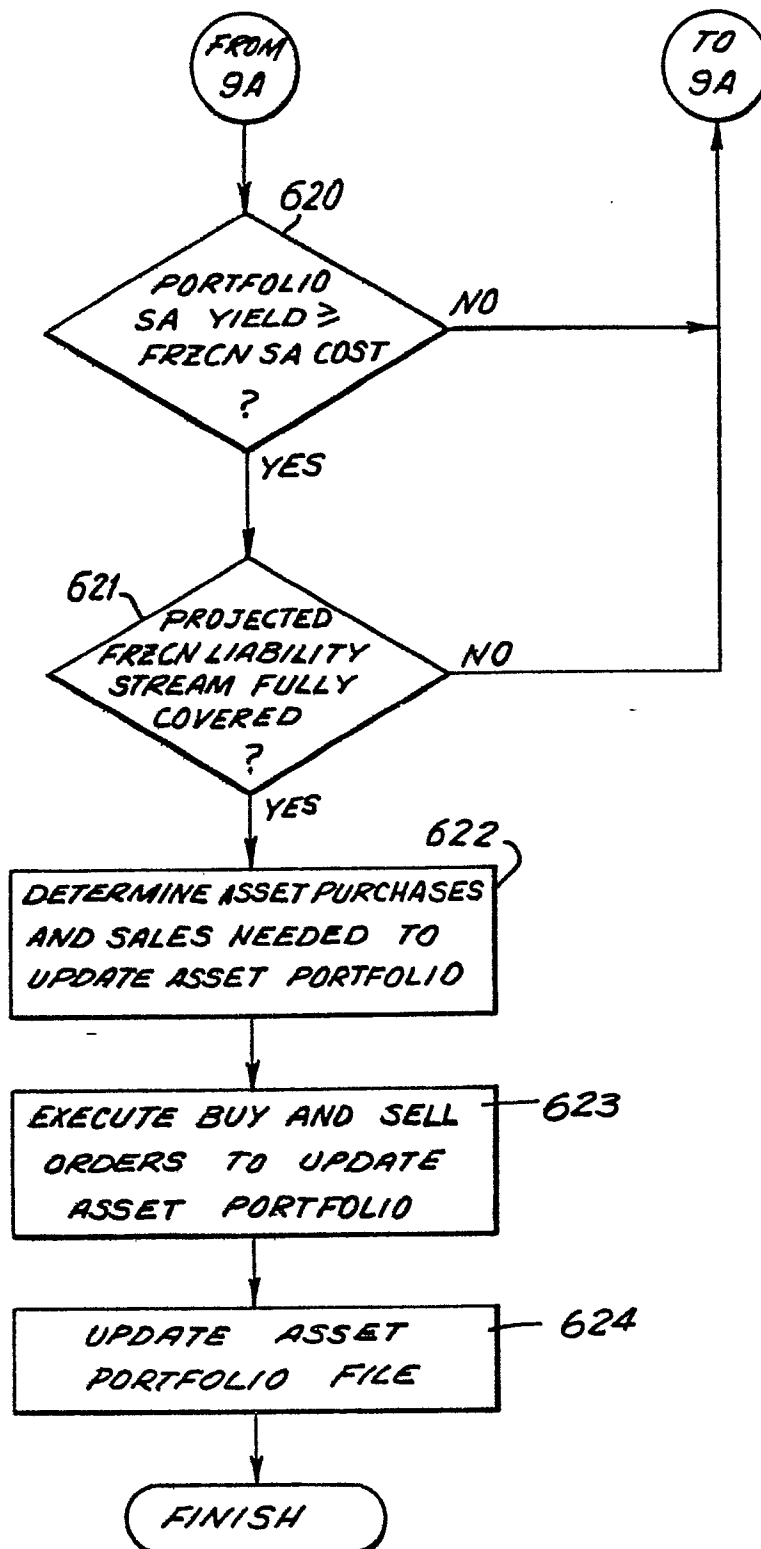 FROM
9A
TO
9A
620
PORTFOLIO
SA YIELD ≥
FRZCN SA COST
?
NO
YES
621
PROJECTED
FRZCN LIABILITY
STREAM FULLY
COVERED
?
NO
YES
622
DETERMINE ASSET PURCHASES
AND SALES NEEDED TO
UPDATE ASSET PORTFOLIO
EXECUTE BUY AND SELL
ORDERS TO UPDATE
ASSET PORTFOLIO
623
UPDATE ASSET
PORTFOLIO FILE
624
FINISH